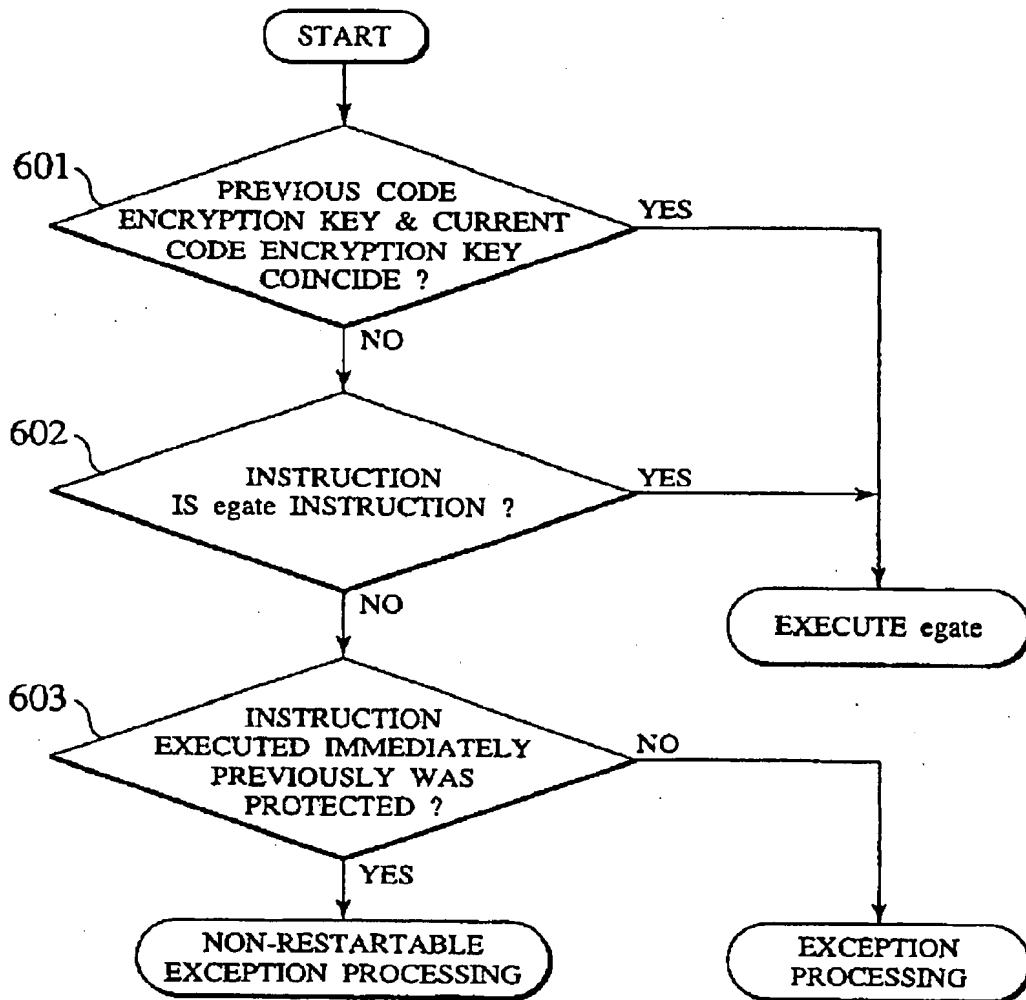 START
601
PREVIOUS CODE
ENCRYPTION KEY & CURRENT
CODE ENCRYPTION KEY
COINCIDE ?
YES
NO
602
INSTRUCTION
IS egate INSTRUCTION ?
YES
NO
EXECUTE egate
603
INSTRUCTION
EXECUTED IMMEDIATELY
PREVIOUSLY WAS
PROTECTED ?
NO
YES
NON-RESTARTABLE
EXCEPTION PROCESSING
EXCEPTION
PROCESSING